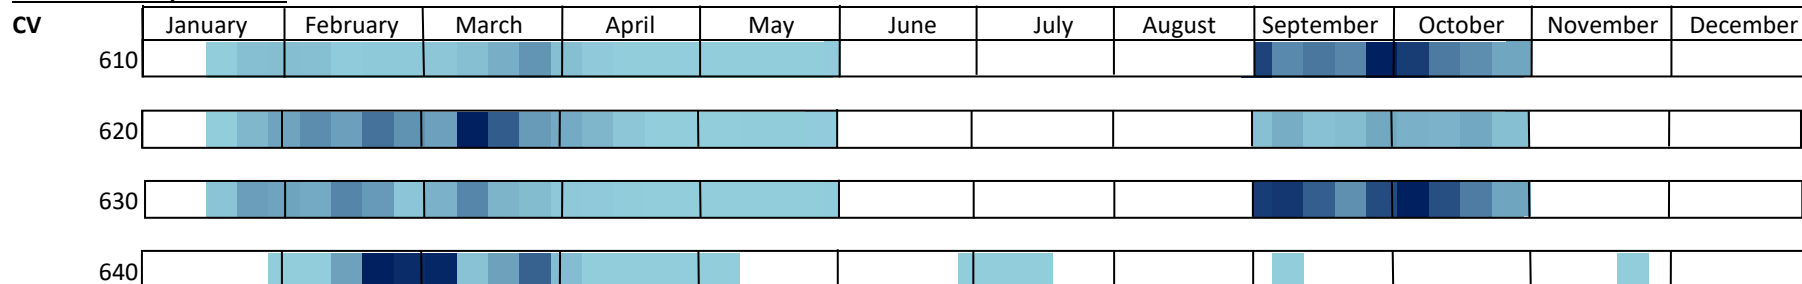 CV January February March April May June July August September October November December
610
620
630
640